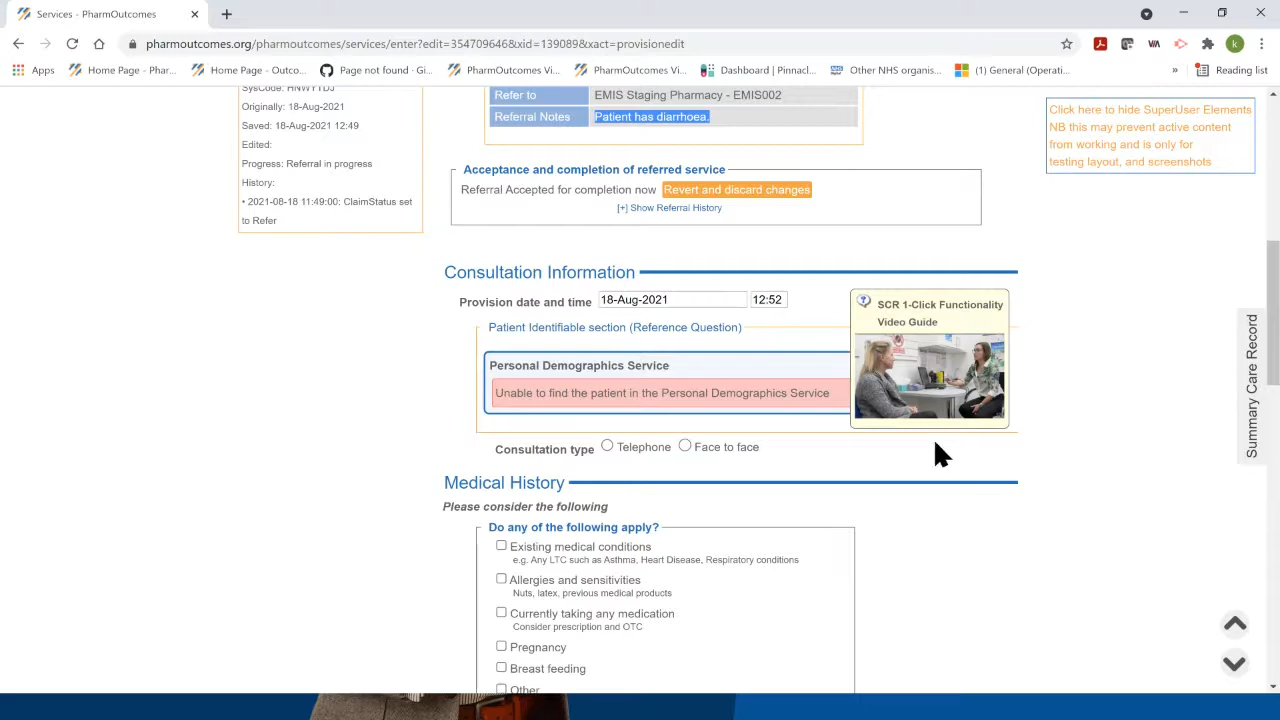 Services - PharmOutcomes
pharmoutcomes.org/pharmoutcomes/services/enter?edit=354709646&xid=139089&xact=provisionedit
k
Apps
Home Page - Phar...
Home Page - Outco...
Page not found · Gi...
PharmOutcomes Vi...
PharmOutcomes Vi...
Dashboard | Pinnacl...
Other NHS organis...
(1) General (Operati...
»
Reading list
SysCode: HNWYTDJ
Originally: 18-Aug-2021
Saved: 18-Aug-2021 12:49
Edited:
Progress: Referral in progress
History:
• 2021-08-18 11:49:00: ClaimStatus set
to Refer
Refer to EMIS Staging Pharmacy - EMIS002
Referral Notes Patient has diarrhoea.
Click here to hide SuperUser Elements
NB this may prevent active content
from working and is only for
testing layout, and screenshots
Acceptance and completion of referred service
Referral Accepted for completion now Revert and discard changes
[+] Show Referral History
Consultation Information
Provision date and time 18-Aug-2021 12:52
Patient Identifiable section (Reference Question)
Personal Demographics Service
Unable to find the patient in the Personal Demographics Service
SCR 1-Click Functionality
Video Guide
Consultation type Telephone Face to face
Summary Care Record
Medical History
Please consider the following
Do any of the following apply?
Existing medical conditions
e.g. Any LTC such as Asthma, Heart Disease, Respiratory conditions
Allergies and sensitivities
Nuts, latex, previous medical products
Currently taking any medication
Consider prescription and OTC
Pregnancy
Breast feeding
Other